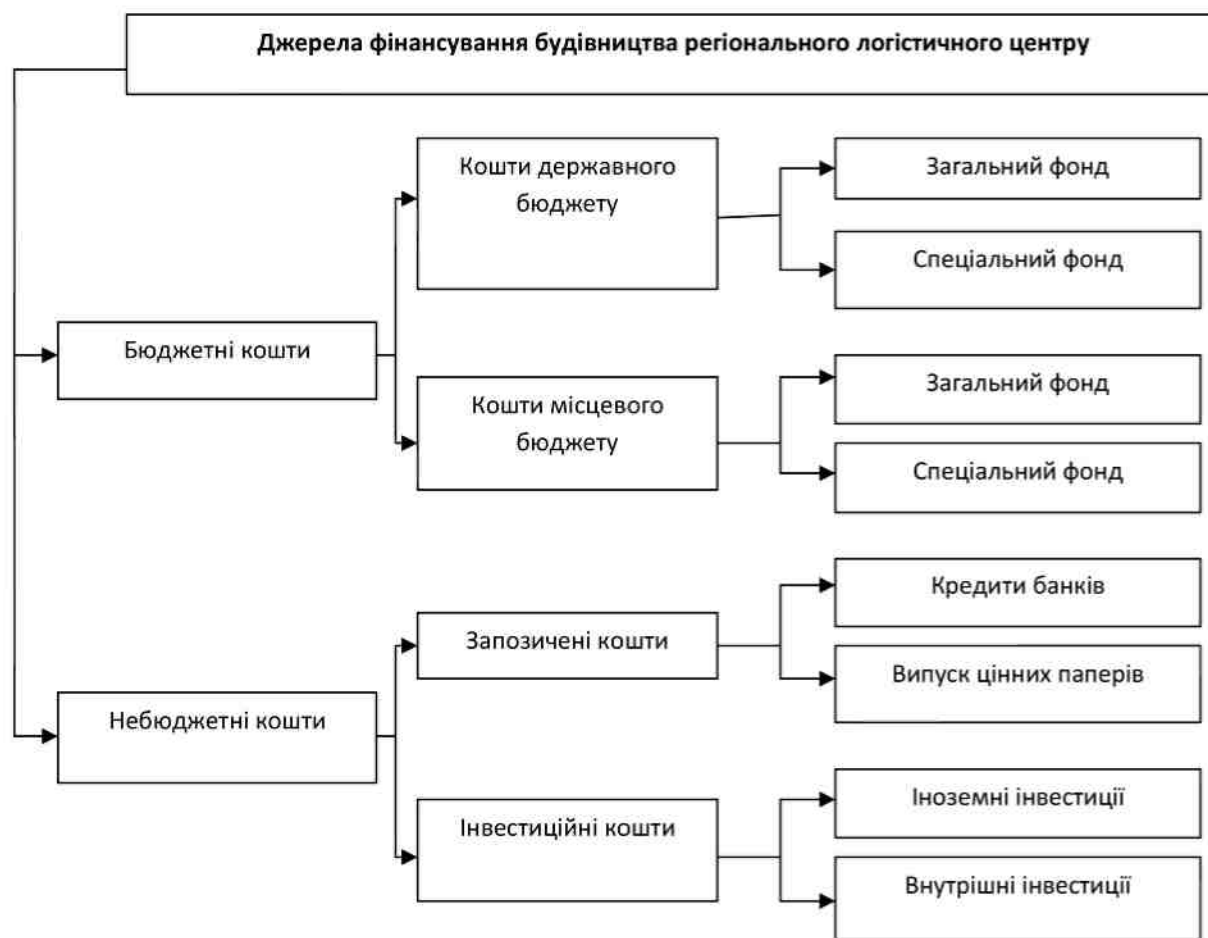 Джерела фінансування будівництва регіонального логістичного центру
Кошти державного
бюджету
Загальний фонд
Спеціальний фонд
Бюджетні кошти
Кошти місцевого
бюджету
Загальний фонд
Спеціальний фонд
Запозичені кошти
Кредити банків
Випуск цінних паперів
Небюджетні кошти
Інвестиційні кошти
Іноземні інвестиції
Внутрішні інвестиції